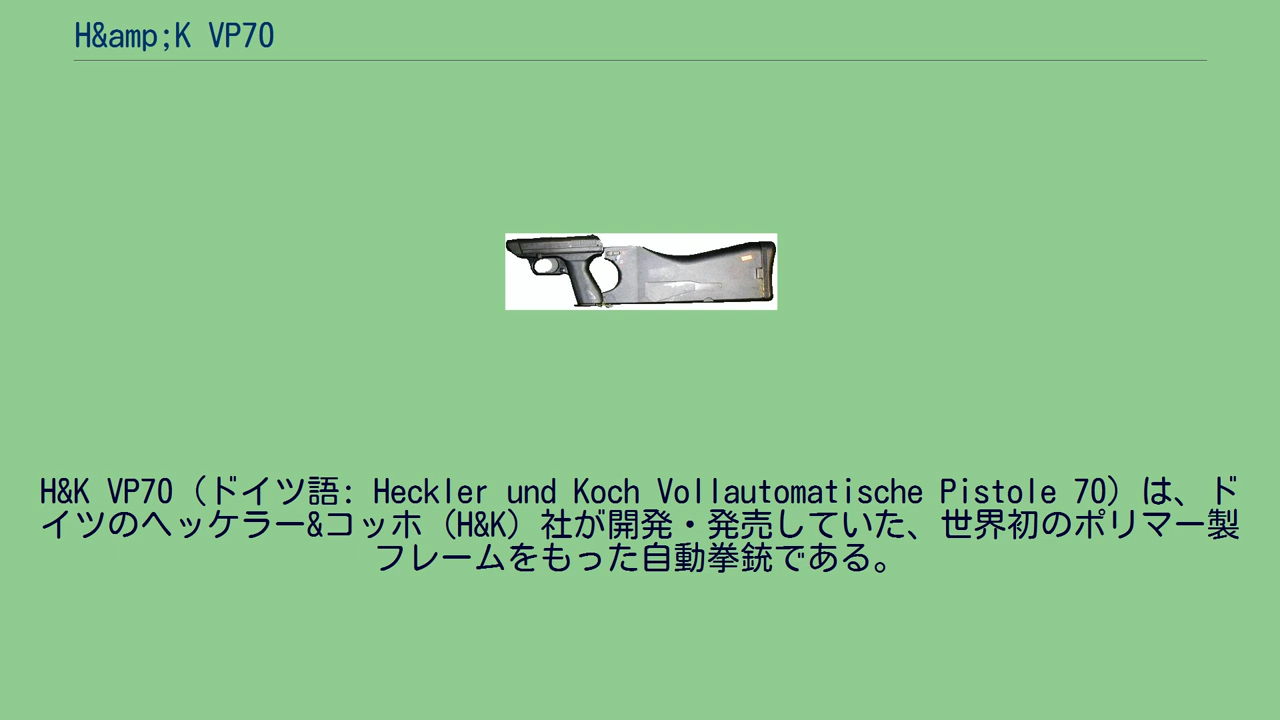 H&amp;K VP70
H&K VP70（ドイツ語: Heckler und Koch Vollautomatische Pistole 70）は、ド
イツのヘッケラー&コッホ（H&K）社が開発・発売していた、世界初のポリマー製
フレームをもった自動拳銃である。